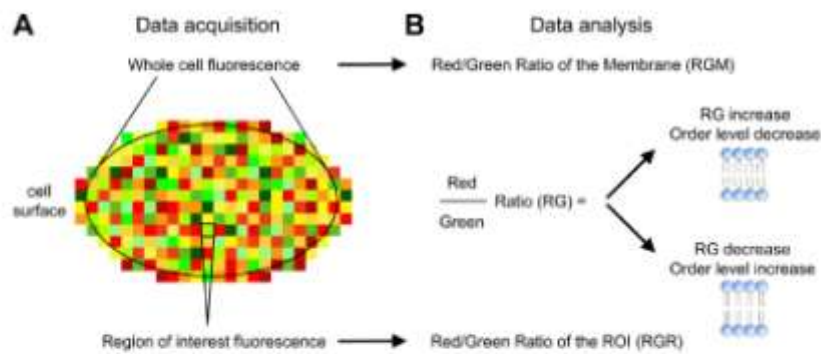 A Data acquisition
B Data analysis
Whole cell fluorescence
Red/Green Ratio of the Membrane (RGM)
cell
surface
Red
Green
Ratio (RG) =
RG increase
Order level decrease
RG decrease
Order level increase
Region of interest fluorescence
Red/Green Ratio of the ROI (RGR)